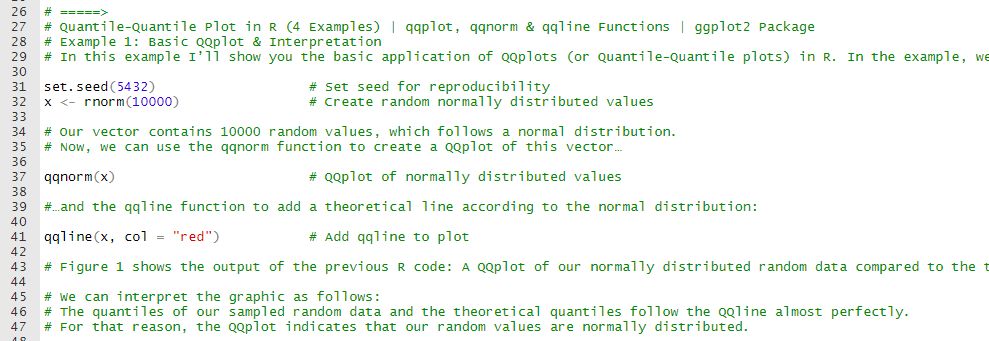 26 # =====>
27 # Quantile-Quantile Plot in R (4 Examples) | qqplot, qqnorm & qqline Functions | ggplot2 Package
28 # Example 1: Basic QQplot & Interpretation
29 # In this example I'll show you the basic application of QQplots (or Quantile-Quantile plots) in R. In the example, we
30
31 set.seed(5432) # Set seed for reproducibility
32 x <- rnorm(10000) # Create random normally distributed values
33
34 # Our vector contains 10000 random values, which follows a normal distribution.
35 # Now, we can use the qqnorm function to create a QQplot of this vector…
36
37 qqnorm(x) # QQplot of normally distributed values
38
39 #…and the qqline function to add a theoretical line according to the normal distribution:
40
41 qqline(x, col = "red") # Add qqline to plot
42
43 # Figure 1 shows the output of the previous R code: A QQplot of our normally distributed random data compared to the
44
45 # We can interpret the graphic as follows:
46 # The quantiles of our sampled random data and the theoretical quantiles follow the QQline almost perfectly.
47 # For that reason, the QQplot indicates that our random values are normally distributed.